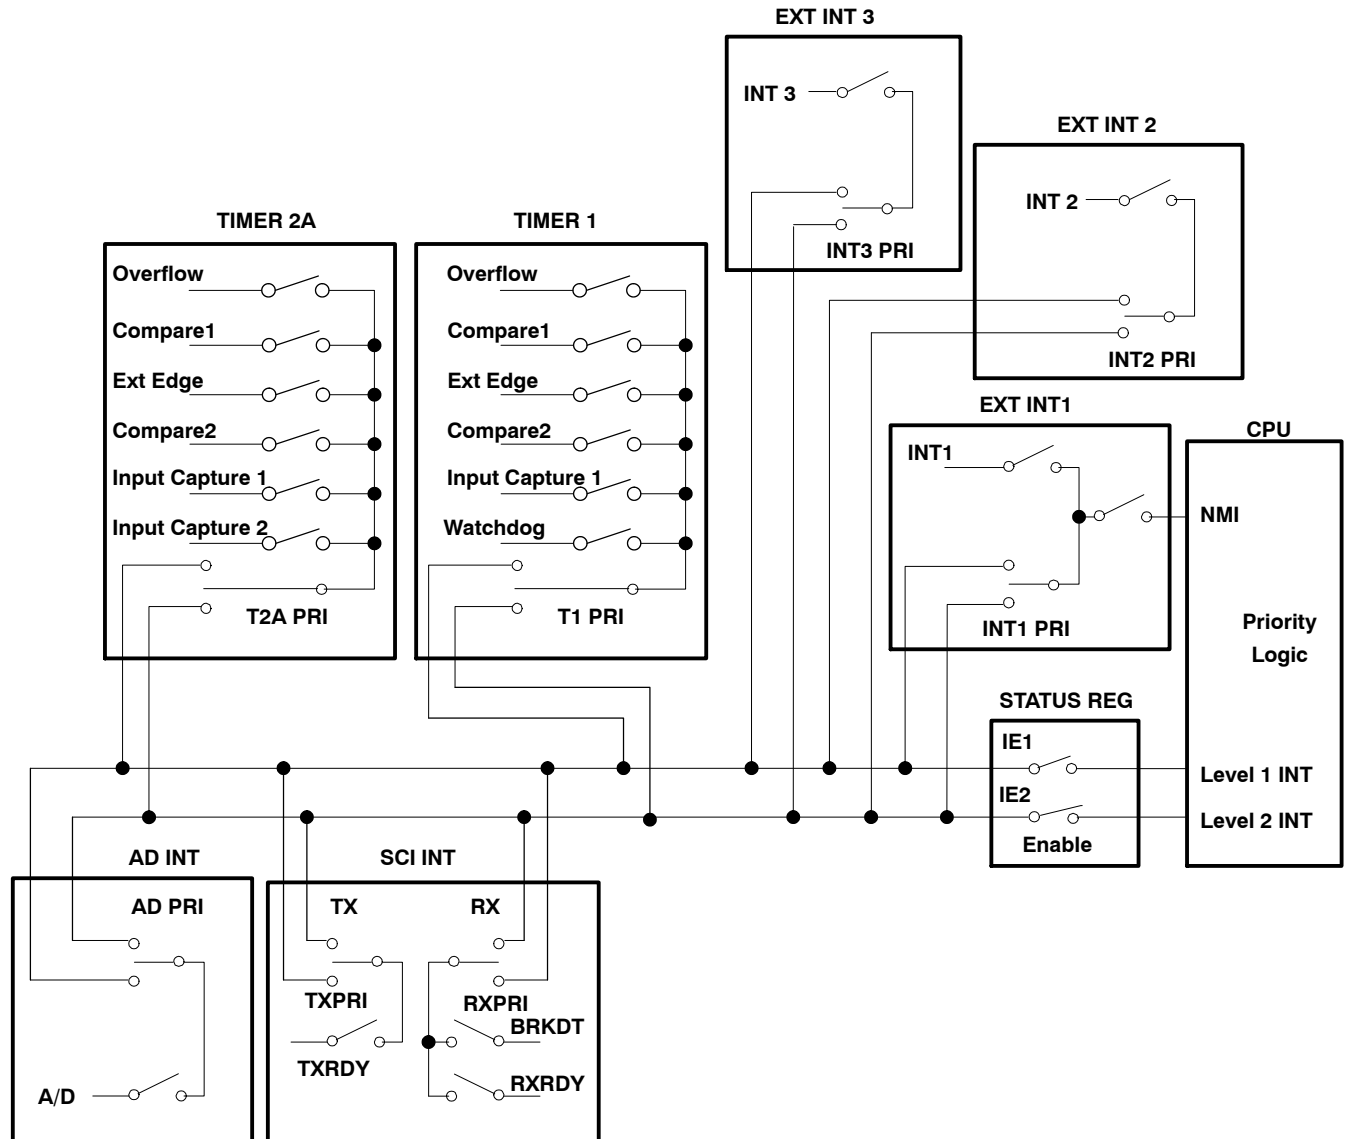 EXT INT 3
INT 3
INT3 PRI
EXT INT 2
INT 2
INT2 PRI
TIMER 2A
Overflow
Compare1
Ext Edge
Compare2
Input Capture 1
Input Capture 2
T2A PRI
TIMER 1
Overflow
Compare1
Ext Edge
Compare2
Input Capture 1
Watchdog
T1 PRI
EXT INT1
INT1
INT1 PRI
CPU
NMI
Priority
Logic
Level 1 INT
Level 2 INT
STATUS REG
IE1
IE2
Enable
AD INT
AD PRI
A/D
SCI INT
TX
RX
TXPRI
RXPRI
BRKDT
TXRDY
RXRDY